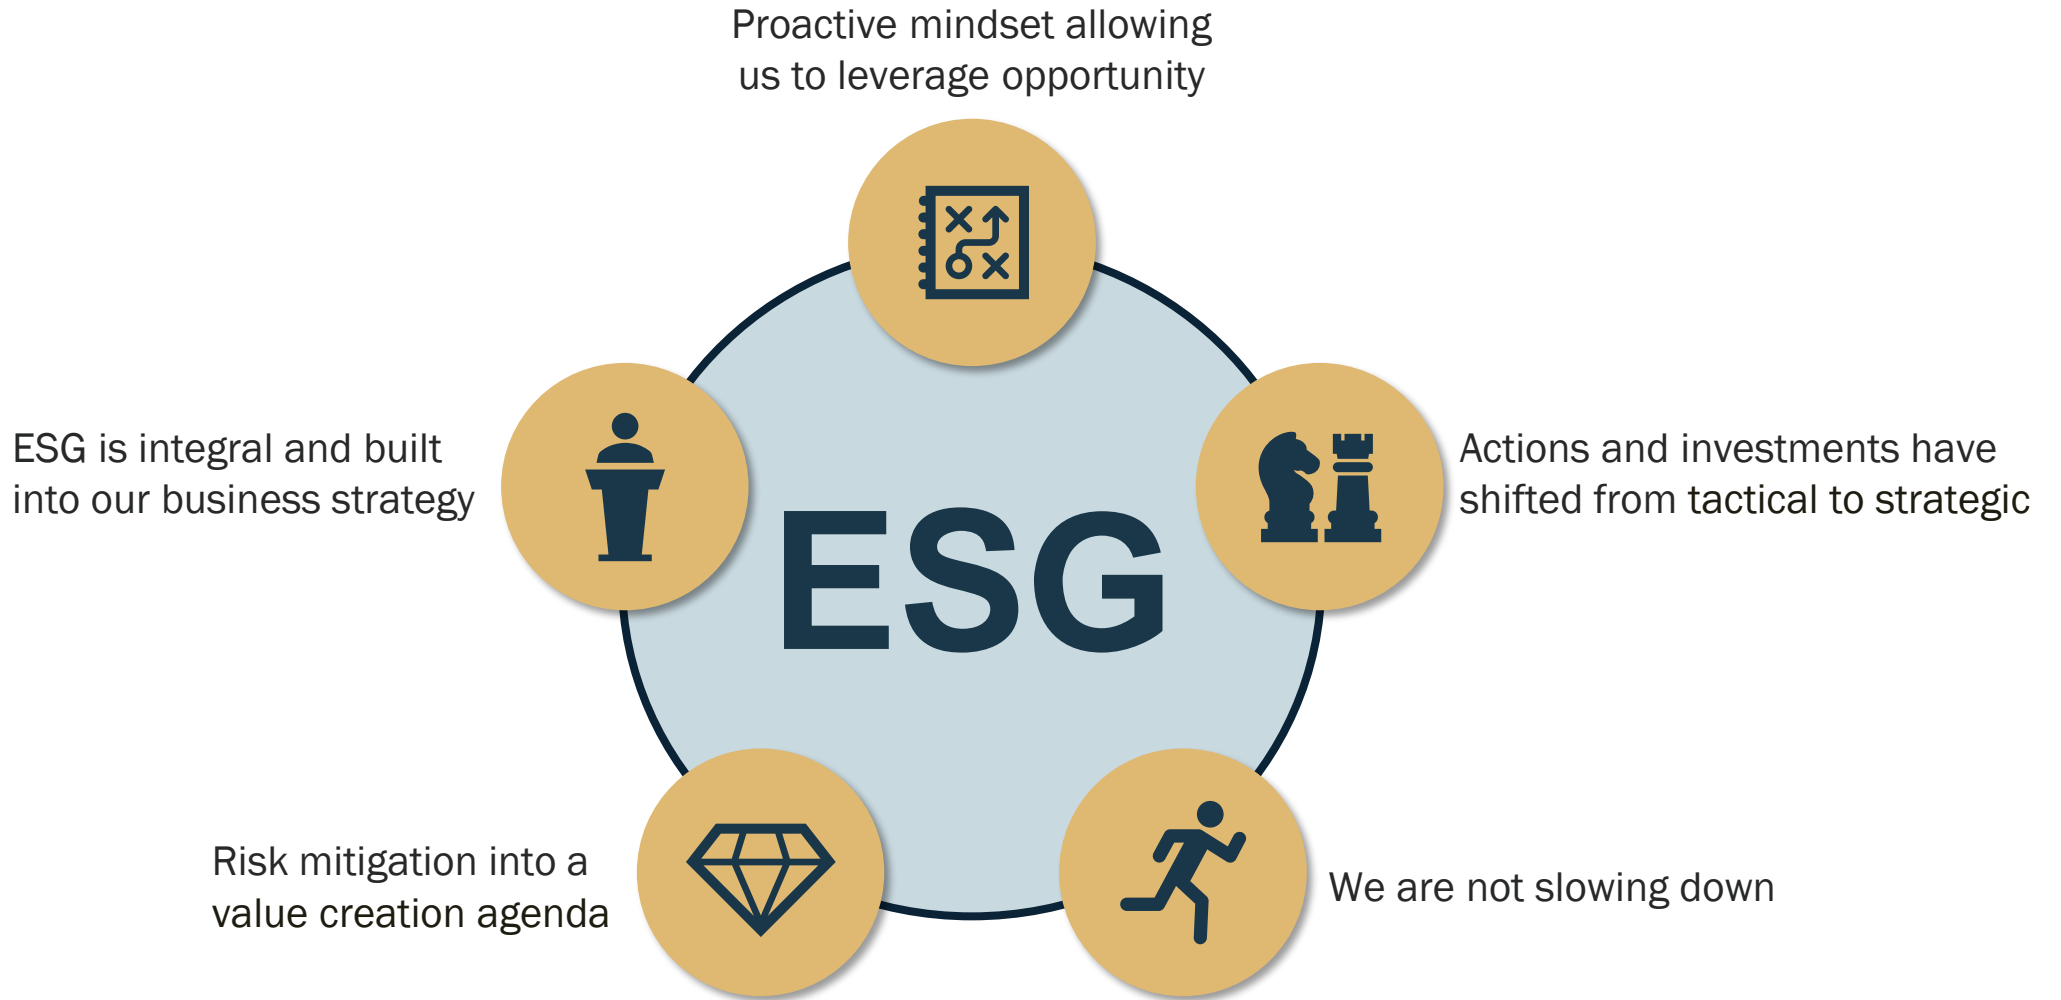 Proactive mindset allowing
us to leverage opportunity
ESG is integral and built
into our business strategy
Actions and investments have
shifted from tactical to strategic
ESG
Risk mitigation into a
value creation agenda
We are not slowing down